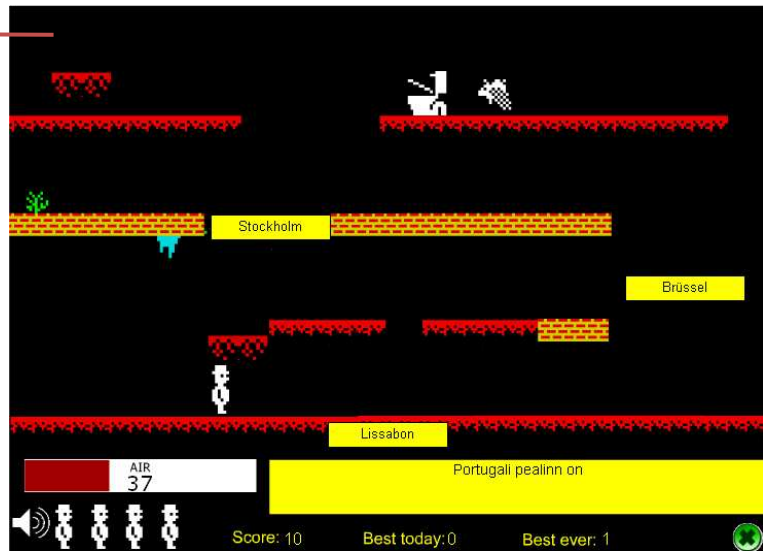 Stockholm
Brüssel
Lissabon
AIR
37
Portugali pealinn on
Score: 10
Best today: 0
Best ever: 1